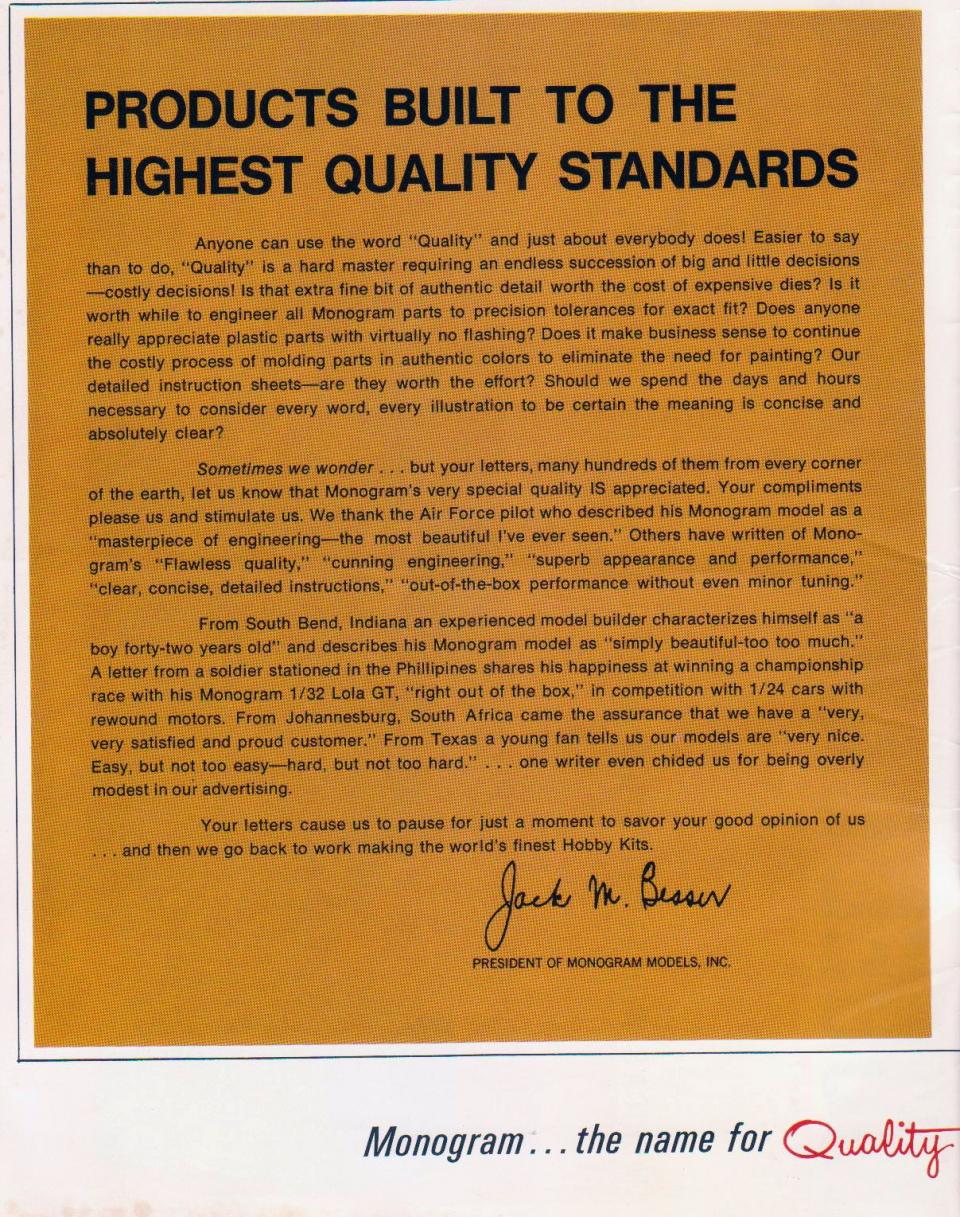 PRODUCTS BUILT TO THE
HIGHEST QUALITY STANDARDS
Anyone can use the word "Quality" and just about everybody does! Easier to say
than to do, "Quality" is a hard master requiring an endless succession of big and little decisions
—costly decisions! Is that extra fine bit of authentic detail worth the cost of expensive dies? Is it
worth while to engineer all Monogram parts to precision tolerances for exact fit? Does anyone
really appreciate plastic parts with virtually no flashing? Does it make business sense to continue
the costly process of molding parts in authentic colors to eliminate the need for painting? Our
detailed instruction sheets—are they worth the effort? Should we spend the days and hours
necessary to consider every word, every illustration to be certain the meaning is concise and
absolutely clear?
Sometimes we wonder . . . but your letters, many hundreds of them from every corner
of the earth, let us know that Monogram's very special quality IS appreciated. Your compliments
please us and stimulate us. We thank the Air Force pilot who described his Monogram model as a
"masterpiece of engineering—the most beautiful I've ever seen." Others have written of Mono-
gram's "Flawless quality," "cunning engineering," "superb appearance and performance,"
"clear, concise, detailed instructions," "out-of-the-box performance without even minor tuning."
From South Bend, Indiana an experienced model builder characterizes himself as "a
boy forty-two years old" and describes his Monogram model as "simply beautiful-too too much."
A letter from a soldier stationed in the Phillipines shares his happiness at winning a championship
race with his Monogram 1/32 Lola GT, "right out of the box," in competition with 1/24 cars with
rewound motors. From Johannesburg, South Africa came the assurance that we have a "very,
very satisfied and proud customer." From Texas a young fan tells us our models are "very nice.
Easy, but not too easy—hard, but not too hard." . . . one writer even chided us for being overly
modest in our advertising.
Your letters cause us to pause for just a moment to savor your good opinion of us
. . . and then we go back to work making the world's finest Hobby Kits.
Jack M. Besser
PRESIDENT OF MONOGRAM MODELS, INC.
Monogram . . . the name for Quality